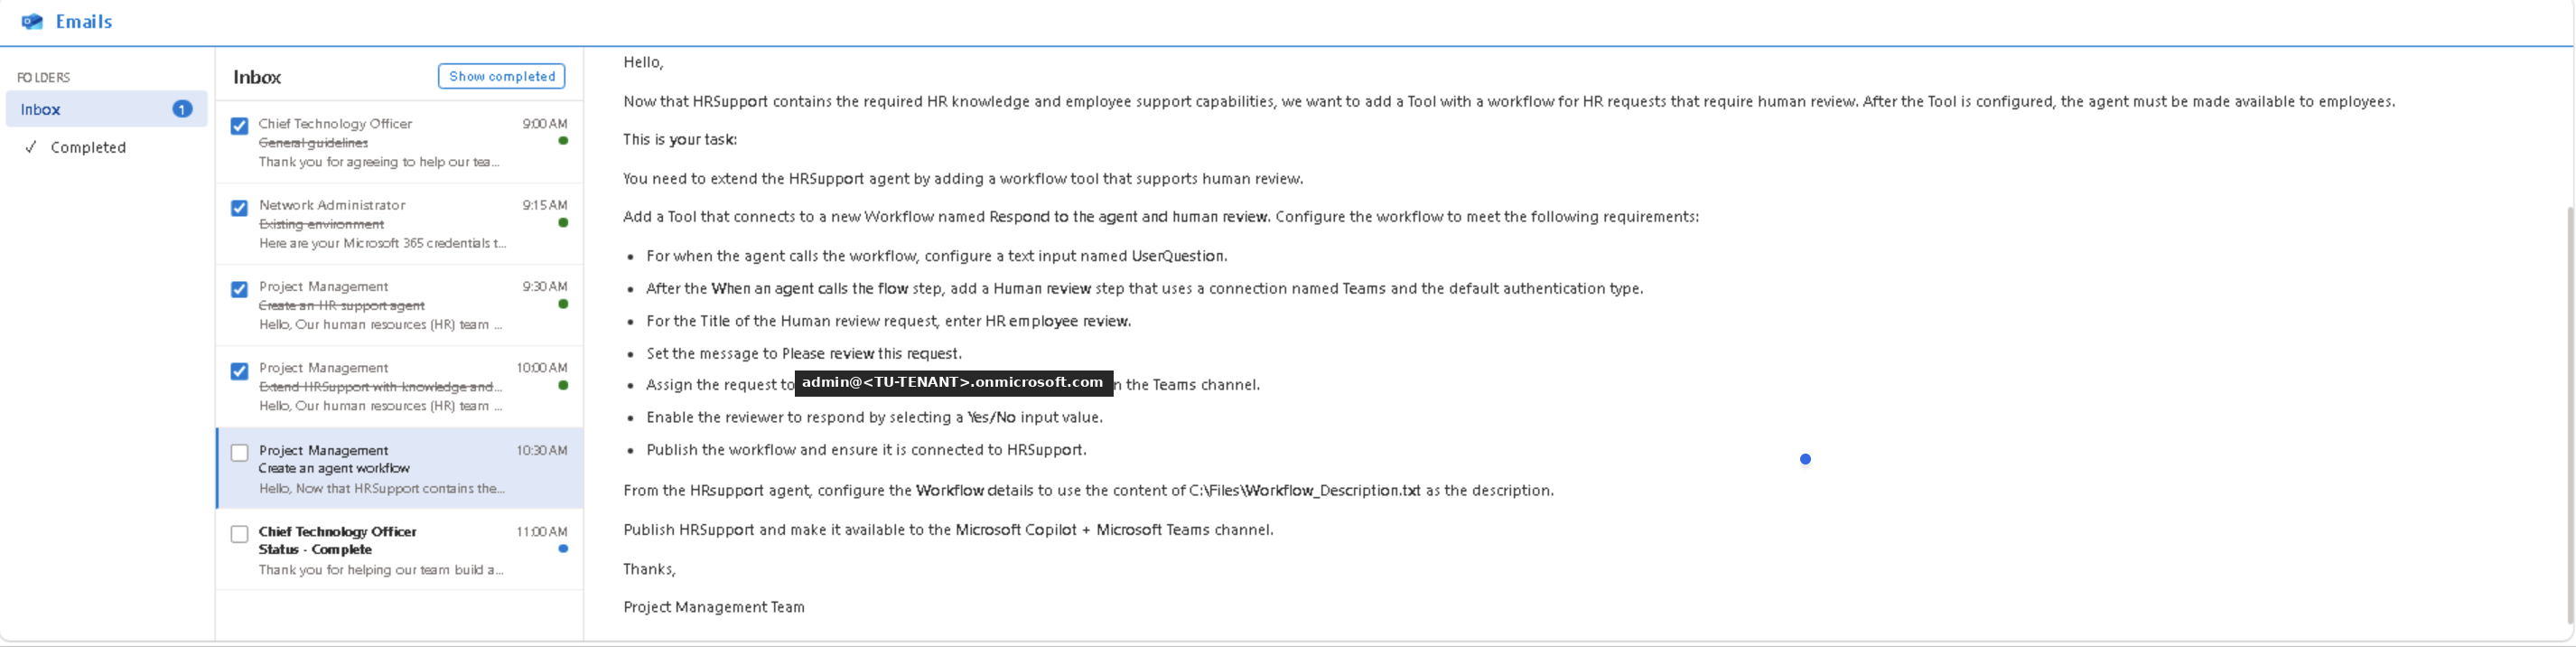 Emails
FOLDERS
Inbox 1
✓ Completed
Inbox Show completed
Chief Technology Officer 9:00 AM
General guidelines
Thank you for agreeing to help our tea...
Network Administrator 9:15 AM
Existing environment
Here are your Microsoft 365 credentials t...
Project Management 9:30 AM
Create an HR support agent
Hello, Our human resources (HR) team ...
Project Management 10:00 AM
Extend HRSupport with knowledge and...
Hello, Our human resources (HR) team ...
Project Management 10:30 AM
Create an agent workflow
Hello, Now that HRSupport contains the...
Chief Technology Officer 11:00 AM
Status - Complete
Thank you for helping our team build a...
Hello,
Now that HRSupport contains the required HR knowledge and employee support capabilities, we want to add a Tool with a workflow for HR requests that require human review. After the Tool is configured, the agent must be made available to employees.
This is your task:
You need to extend the HRSupport agent by adding a workflow tool that supports human review.
Add a Tool that connects to a new Workflow named Respond to the agent and human review. Configure the workflow to meet the following requirements:
• For when the agent calls the workflow, configure a text input named UserQuestion.
• After the When an agent calls the flow step, add a Human review step that uses a connection named Teams and the default authentication type.
• For the Title of the Human review request, enter HR employee review.
• Set the message to Please review this request.
• Assign the request to admin@<TU-TENANT>.onmicrosoft.com n the Teams channel.
• Enable the reviewer to respond by selecting a Yes/No input value.
• Publish the workflow and ensure it is connected to HRSupport.
From the HRsupport agent, configure the Workflow details to use the content of C:\Files\Workflow_Description.txt as the description.
Publish HRSupport and make it available to the Microsoft Copilot + Microsoft Teams channel.
Thanks,
Project Management Team